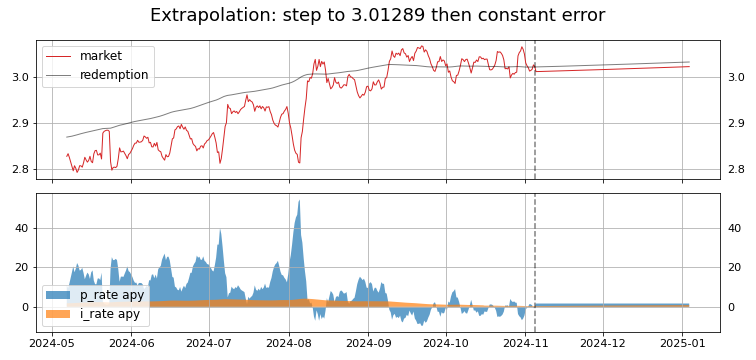 Extrapolation: step to 3.01289 then constant error
market
redemption
3.0
2.9
2.8
3.0
2.9
2.8
40
20
0
40
20
0
p_rate apy
i_rate apy
2024-05 2024-06 2024-07 2024-08 2024-09 2024-10 2024-11 2024-12 2025-01